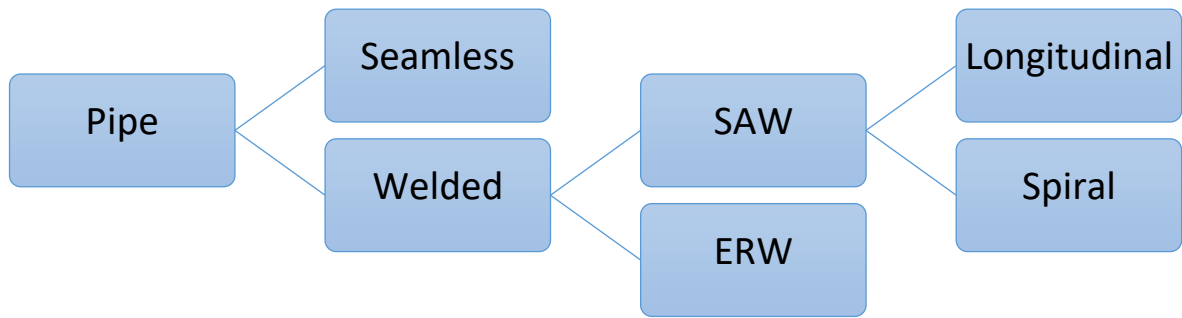 Pipe
Seamless
Welded
SAW
ERW
Longitudinal
Spiral